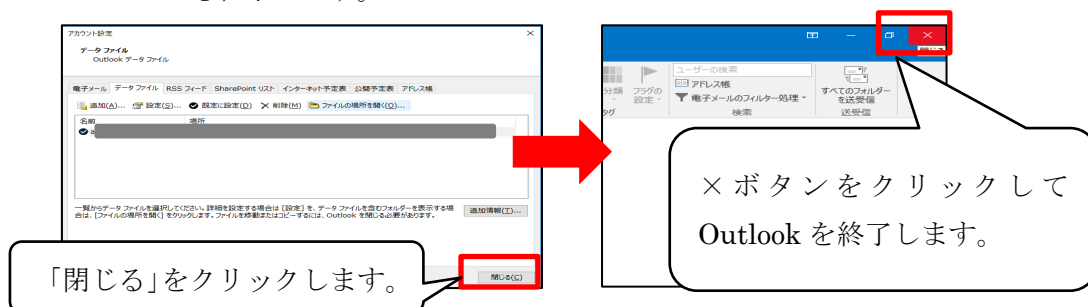 アカウント設定
データ ファイル
Outlook データ ファイル
電子メール データ ファイル RSS フィード SharePoint リスト インターネット予定表 公開予定表 アドレス帳
追加(A)... 設定(S)... 既定に設定(D) 削除(M) ファイルの場所を開く(O)...
名前 場所
一覧からデータ ファイルを選択してください。詳細を設定する場合は [設定] を、データ ファイルを含むフォルダーを表示する場
合は、[ファイルの場所を開く] をクリックします。ファイルを移動またはコピーするには、Outlook を閉じる必要があります。
追加情報(T)...
「閉じる」をクリックします。
閉じる(C)
ユーザーの検索
アドレス帳
電子メールのフィルター処理
検索
分類
フラグの
設定
すべてのフォルダー
を送受信
送受信
×ボタンをクリックして
Outlook を終了します。